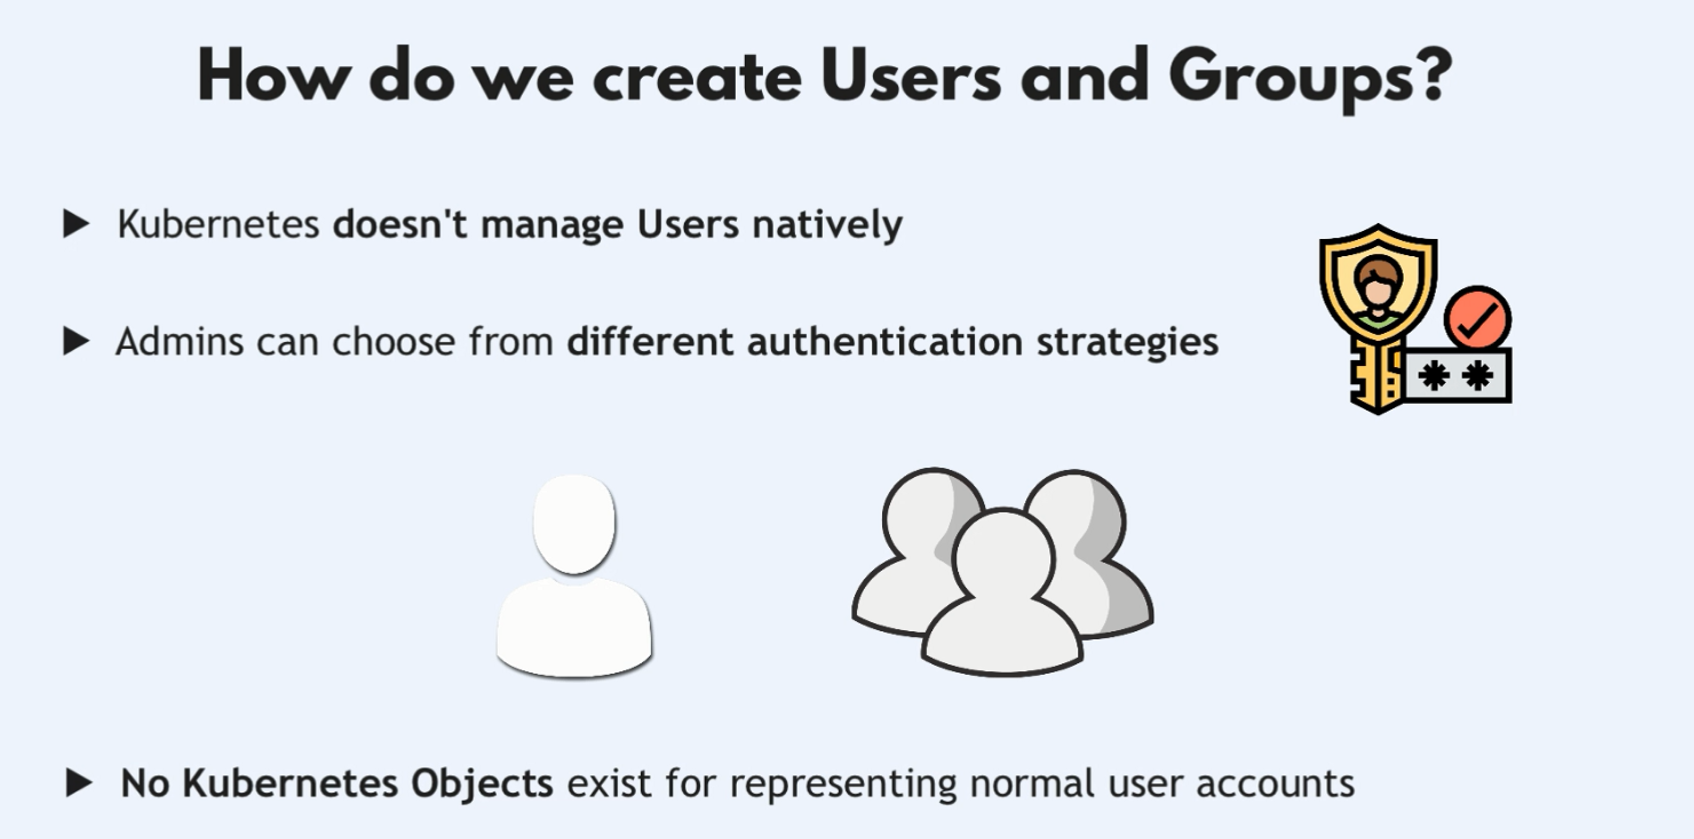 How do we create Users and Groups?
▶ Kubernetes doesn't manage Users natively
▶ Admins can choose from different authentication strategies
**
▶ No Kubernetes Objects exist for representing normal user accounts